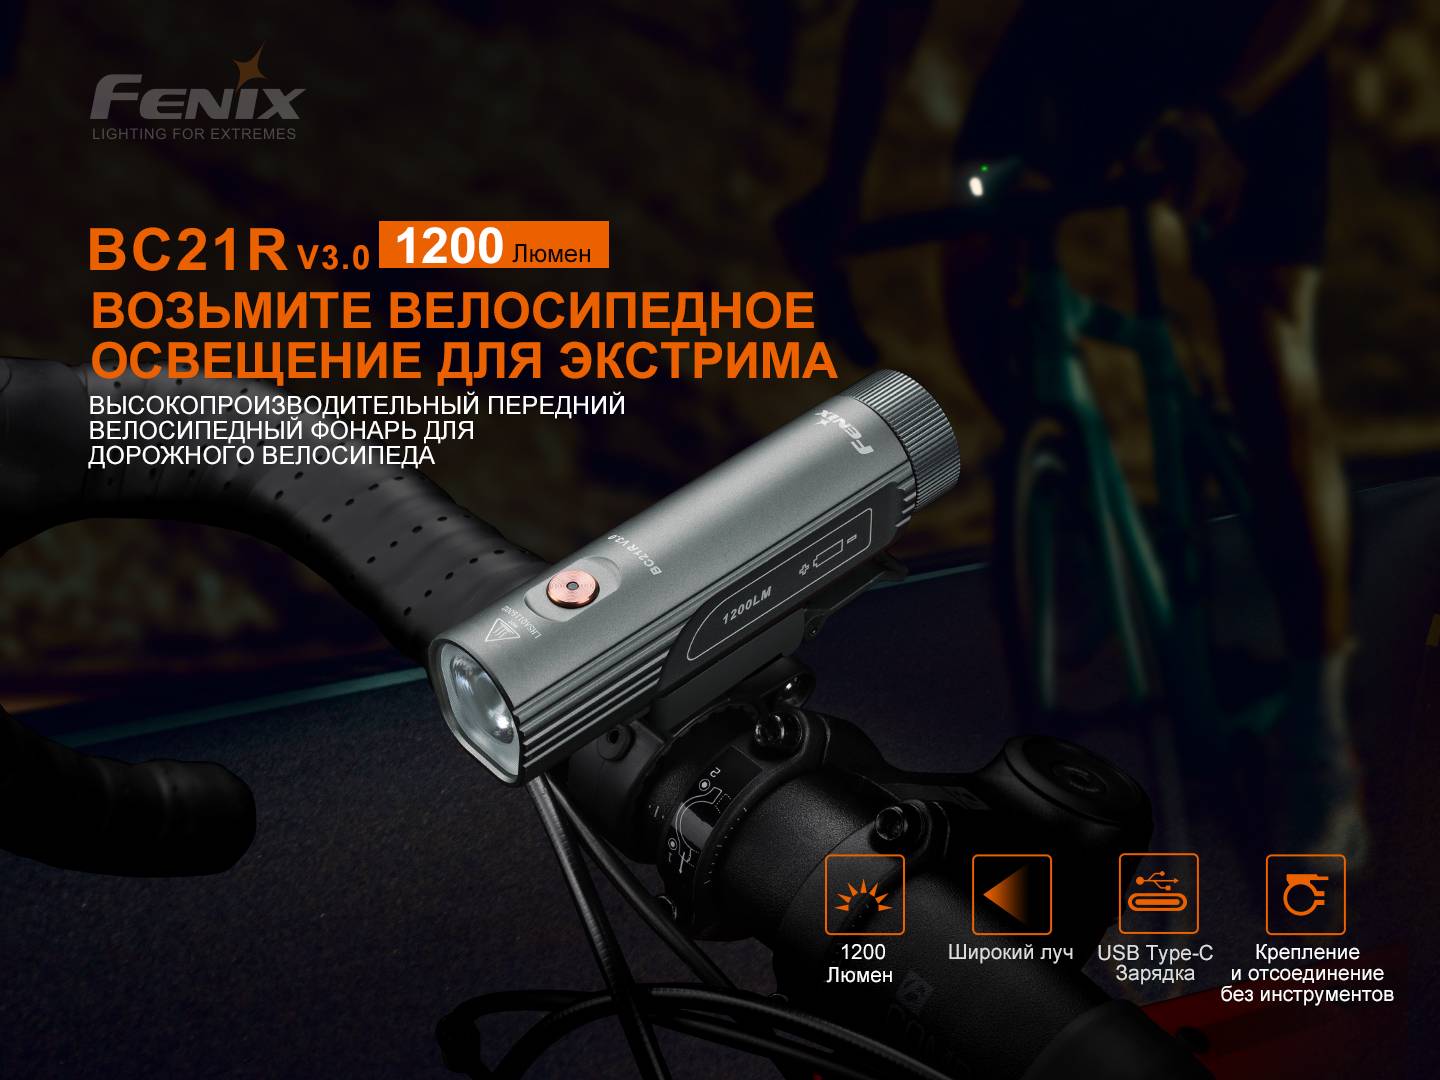 FENIX
LIGHTING FOR EXTREMES
BC21R V3.0 1200 Люмен
ВОЗЬМИТЕ ВЕЛОСИПЕДНОЕ
ОСВЕЩЕНИЕ ДЛЯ ЭКСТРИМА
ВЫСОКОПРОИЗВОДИТЕЛЬНЫЙ ПЕРЕДНИЙ
ВЕЛОСИПЕДНЫЙ ФОНАРЬ ДЛЯ
ДОРОЖНОГО ВЕЛОСИПЕДА
FENIX
BC21R V3.0
1200LM
1200
Люмен
Широкий луч
USB Type-C
Зарядка
Крепление
и отсоединение
без инструментов